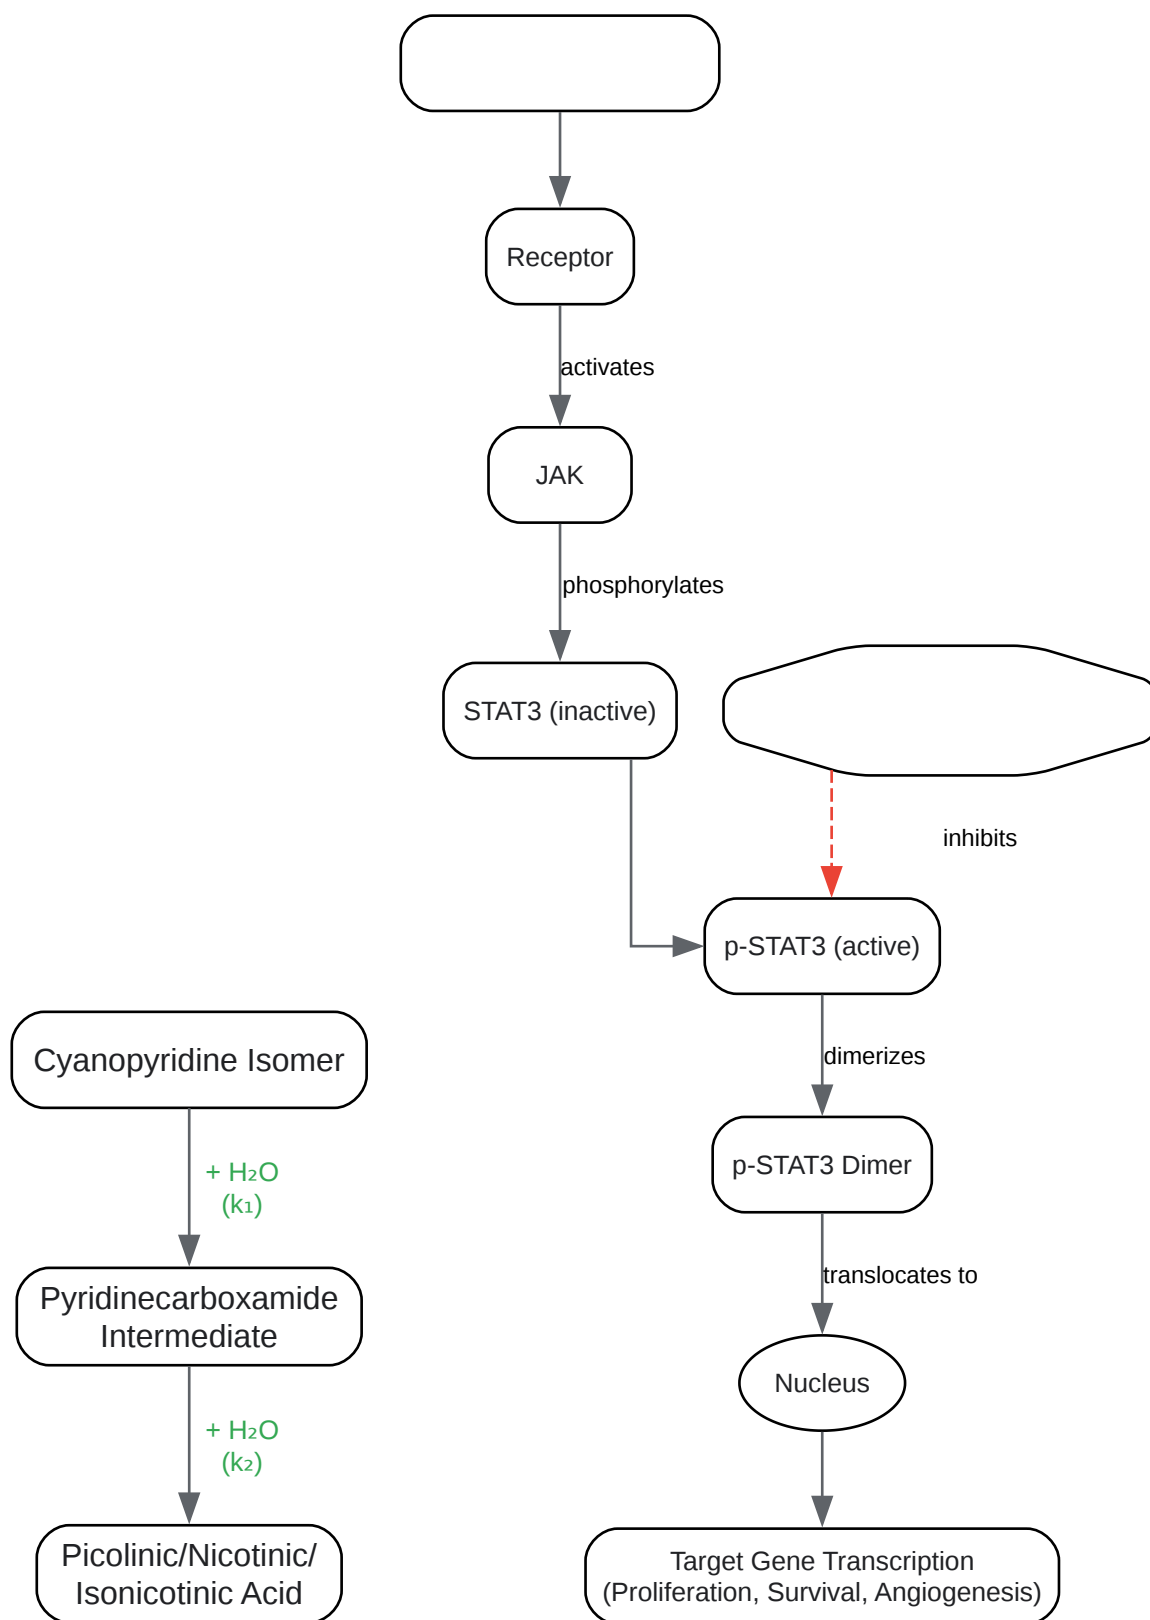 Receptor
activates
JAK
phosphorylates
STAT3 (inactive)
inhibits
p-STAT3 (active)
dimerizes
p-STAT3 Dimer
translocates to
Nucleus
Target Gene Transcription
(Proliferation, Survival, Angiogenesis)
Cyanopyridine Isomer
+ H₂O
(k₁)
Pyridinecarboxamide
Intermediate
+ H₂O
(k₂)
Picolinic/Nicotinic/
Isonicotinic Acid